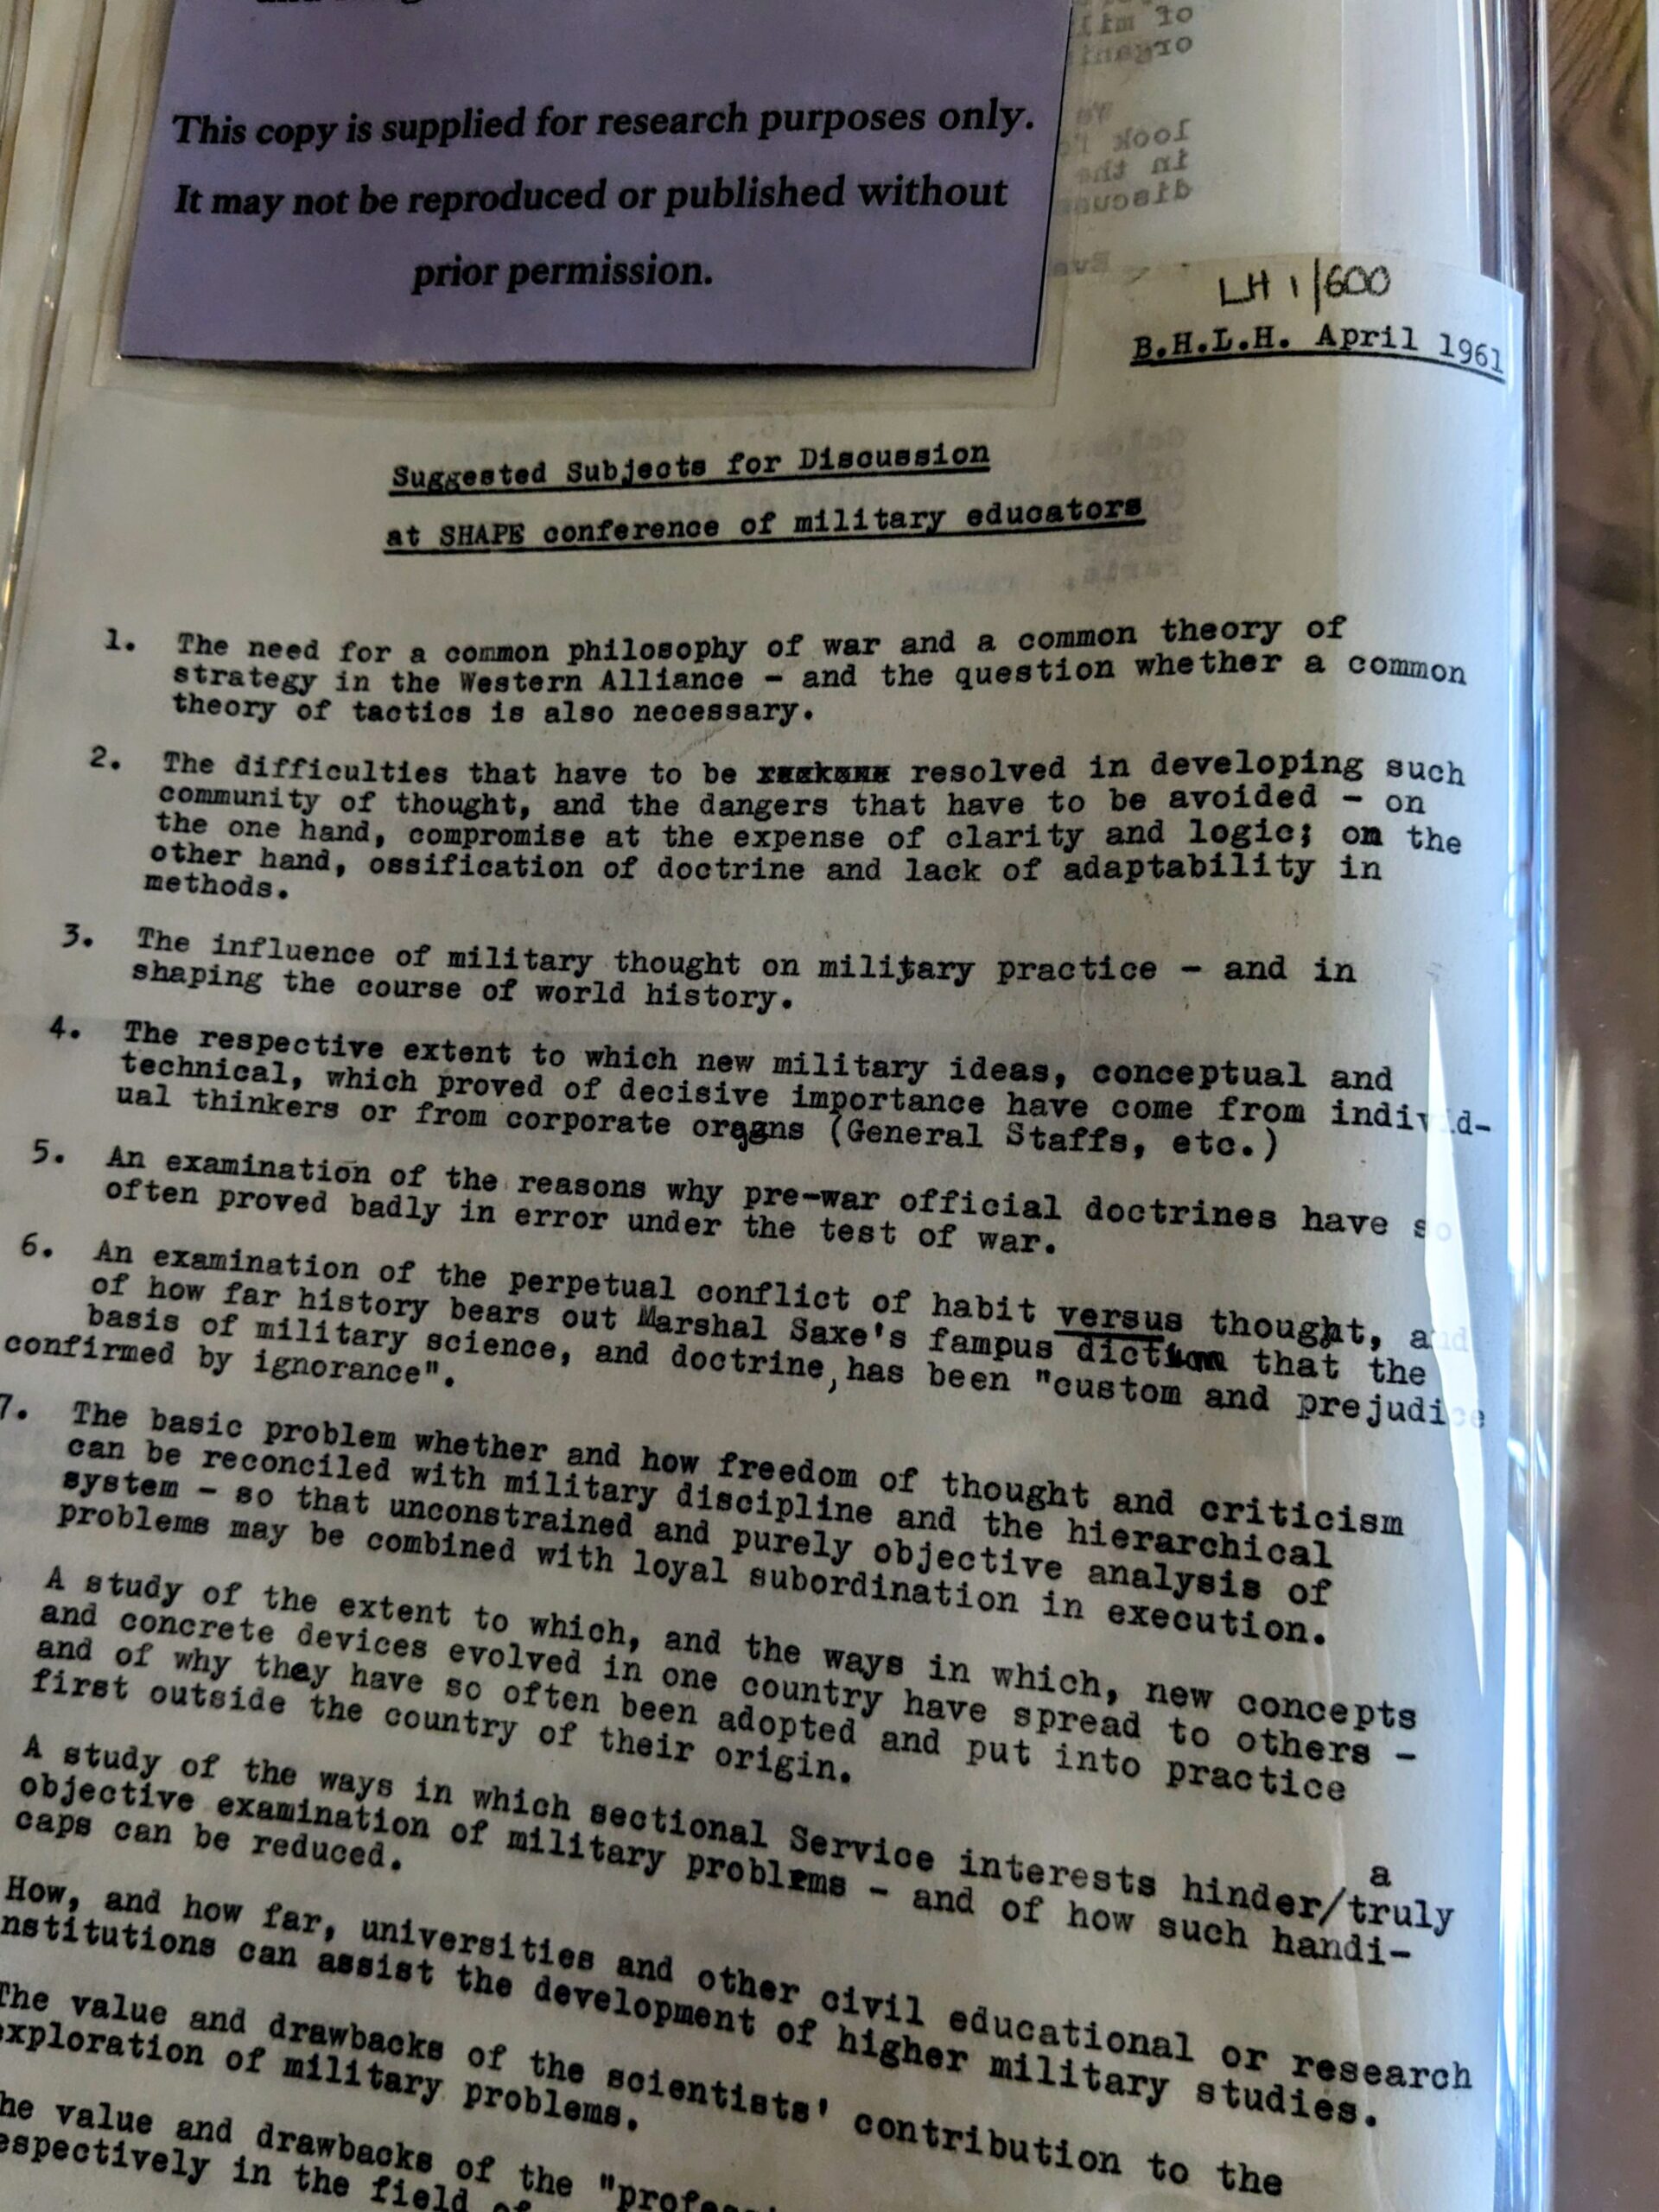 This copy is supplied for research purposes only.
It may not be reproduced or published without
prior permission.
LH 1/600
B.H.L.H. April 1961
Suggested Subjects for Discussion
at SHAPE conference of military educators
1. The need for a common philosophy of war and a common theory of
strategy in the Western Alliance - and the question whether a common
theory of tactics is also necessary.
2. The difficulties that have to be resolved in developing such
community of thought, and the dangers that have to be avoided - on
the one hand, compromise at the expense of clarity and logic; on the
other hand, ossification of doctrine and lack of adaptability in
methods.
3. The influence of military thought on military practice - and in
shaping the course of world history.
4. The respective extent to which new military ideas, conceptual and
technical, which proved of decisive importance have come from individ-
ual thinkers or from corporate organs (General Staffs, etc.)
5. An examination of the reasons why pre-war official doctrines have so
often proved badly in error under the test of war.
6. An examination of the perpetual conflict of habit versus thought, and
of how far history bears out Marshal Saxe's fampus dictum that the
basis of military science, and doctrine, has been "custom and prejudice
confirmed by ignorance".
7. The basic problem whether and how freedom of thought and criticism
can be reconciled with military discipline and the hierarchical
system - so that unconstrained and purely objective analysis of
problems may be combined with loyal subordination in execution.
A study of the extent to which, and the ways in which, new concepts
and concrete devices evolved in one country have spread to others -
and of why they have so often been adopted and put into practice
first outside the country of their origin.
A study of the ways in which sectional Service interests hinder/a truly
objective examination of military problems - and of how such handi-
caps can be reduced.
How, and how far, universities and other civil educational or research
nstitutions can assist the development of higher military studies.
The value and drawbacks of the scientists' contribution to the
exploration of military problems.
he value and drawbacks of the "profess
espectively in the field of